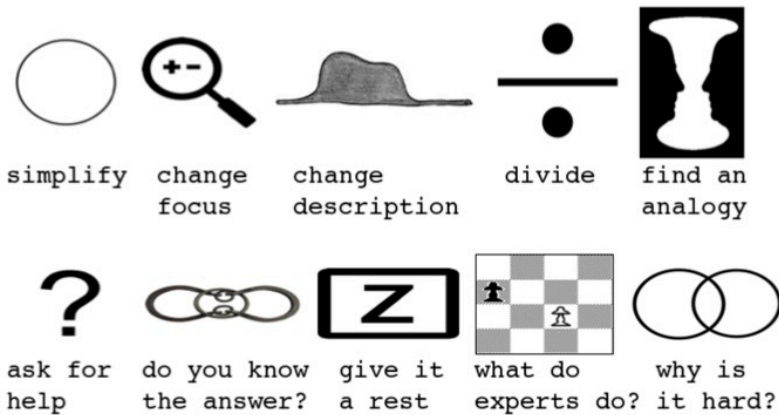 simplify
change focus
change description
divide
find an analogy
?
Z
ask for help
do you know the answer?
give it a rest
what do experts do?
why is it hard?